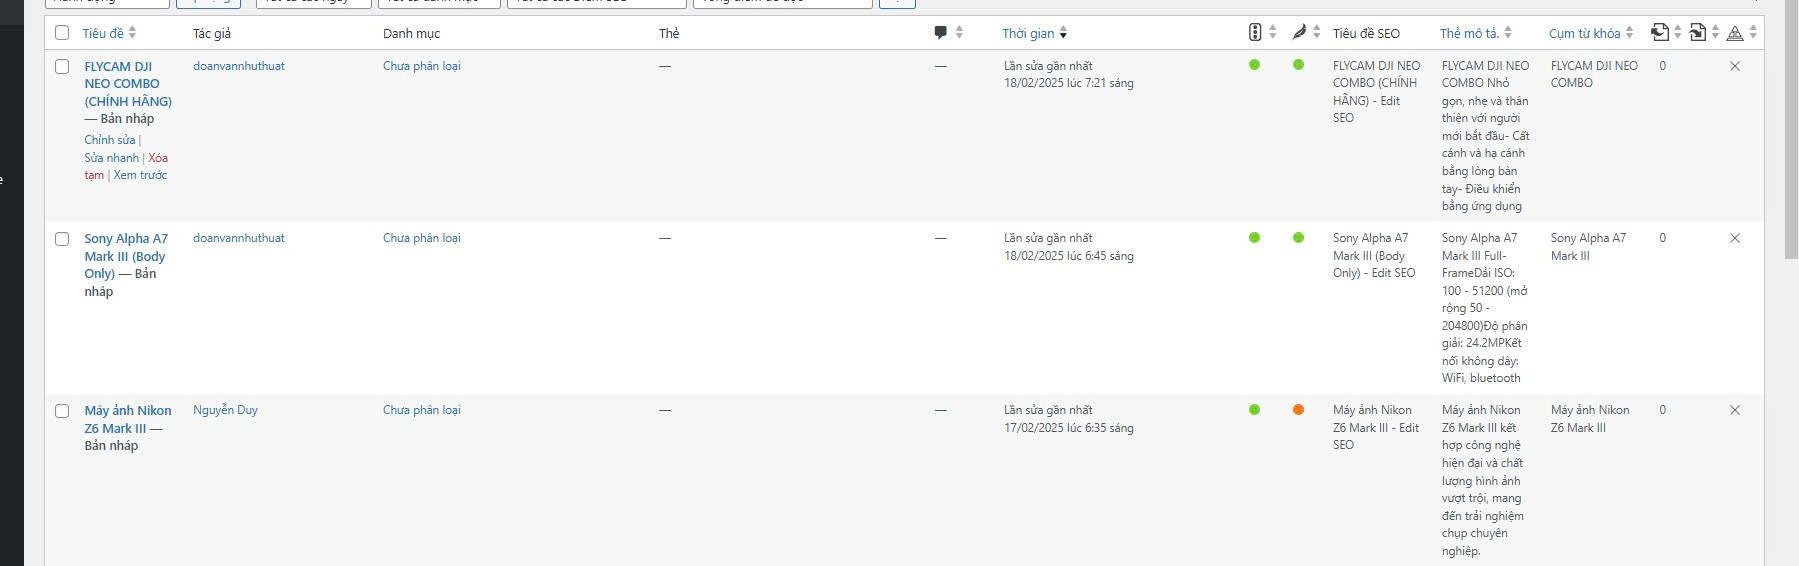 Tiêu đề Tác giả Danh mục Thẻ Thời gian Tiêu đề SEO Thẻ mô tả. Cụm từ khóa
FLYCAM DJI
NEO COMBO
(CHÍNH HÃNG)
— Bản nháp
Chỉnh sửa |
Sửa nhanh | Xóa
tạm | Xem trước
doanvannhuthuat
Chưa phân loại
—
—
Lần sửa gần nhất
18/02/2025 lúc 7:21 sáng
FLYCAM DJI NEO
COMBO (CHÍNH
HÃNG) - Edit
SEO
FLYCAM DJI NEO
COMBO Nhỏ
gọn, nhẹ và thân
thiện với người
mới bắt đầu- Cất
cánh và hạ cánh
bằng lòng bàn
tay- Điều khiển
bằng ứng dụng
FLYCAM DJI NEO
COMBO
0
Sony Alpha A7
Mark III (Body
Only) — Bản
nháp
doanvannhuthuat
Chưa phân loại
—
—
Lần sửa gần nhất
18/02/2025 lúc 6:45 sáng
Sony Alpha A7
Mark III (Body
Only) - Edit SEO
Sony Alpha A7
Mark III Full-
FrameDải ISO:
100 - 51200 (mở
rộng 50 -
204800)Độ phân
giải: 24.2MPKết
nối không dây:
WiFi, bluetooth
Sony Alpha A7
Mark III
0
Máy ảnh Nikon
Z6 Mark III —
Bản nháp
Nguyễn Duy
Chưa phân loại
—
—
Lần sửa gần nhất
17/02/2025 lúc 6:35 sáng
Máy ảnh Nikon
Z6 Mark III - Edit
SEO
Máy ảnh Nikon
Z6 Mark III kết
hợp công nghệ
hiện đại và chất
lượng hình ảnh
vượt trội, mang
đến trải nghiệm
chụp chuyên
nghiệp.
Máy ảnh Nikon
Z6 Mark III
0